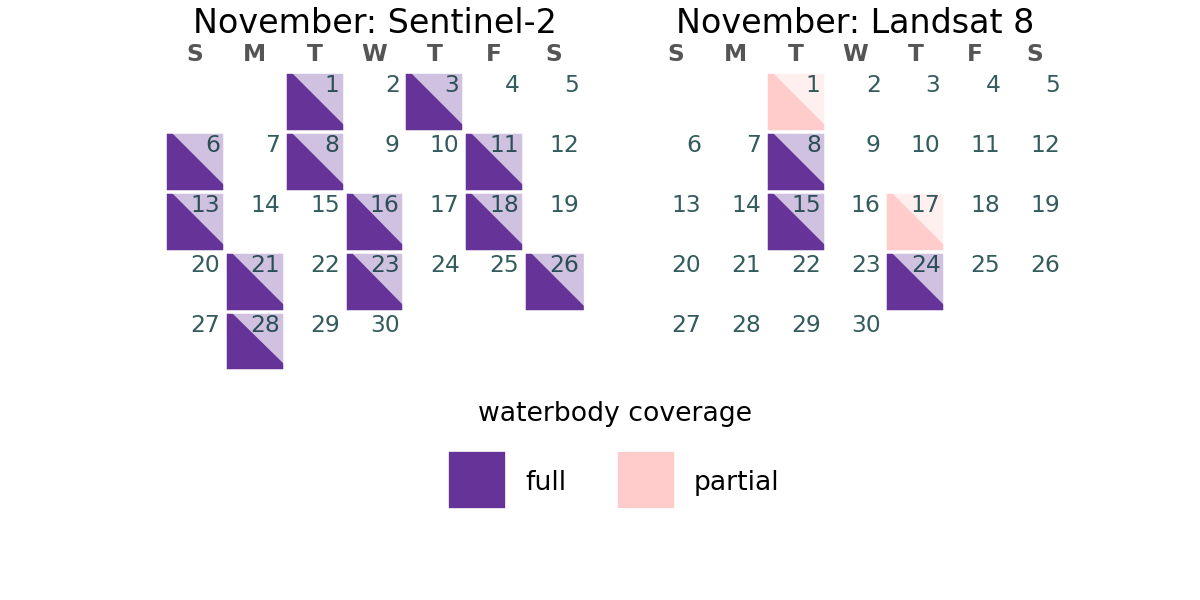 November: Sentinel-2
S M T W T F S
1 2 3 4 5
6 7 8 9 10 11 12
13 14 15 16 17 18 19
20 21 22 23 24 25 26
27 28 29 30
November: Landsat 8
S M T W T F S
1 2 3 4 5
6 7 8 9 10 11 12
13 14 15 16 17 18 19
20 21 22 23 24 25 26
27 28 29 30
waterbody coverage
full
partial